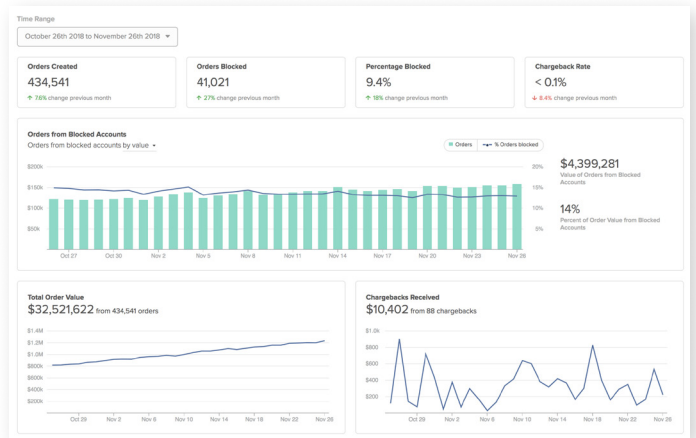 Time Range
October 26th 2018 to November 26th 2018
Orders Created
434,541
↑ 7.6% change previous month
Orders Blocked
41,021
↑ 27% change previous month
Percentage Blocked
9.4%
↑ 18% change previous month
Chargeback Rate
< 0.1%
↓ 8.4% change previous month
Orders from Blocked Accounts
Orders from blocked accounts by value
Orders
% Orders blocked
$200k
$150k
$100k
$50k
20%
15%
10%
5%
Oct 27 Oct 30 Nov 2 Nov 5 Nov 8 Nov 11 Nov 14 Nov 17 Nov 20 Nov 23 Nov 26
$4,399,281
Value of Orders from Blocked
Accounts
14%
Percent of Order Value from Blocked
Accounts
Total Order Value
$32,521,622 from 434,541 orders
$1.4M
$1.2M
$1.0M
$800k
$600k
$400k
$200k
Oct 29 Nov 2 Nov 6 Nov 10 Nov 14 Nov 18 Nov 22 Nov 26
Chargebacks Received
$10,402 from 88 chargebacks
$1.0k
$800
$600
$400
$200
Oct 29 Nov 2 Nov 6 Nov 10 Nov 14 Nov 18 Nov 22 Nov 26